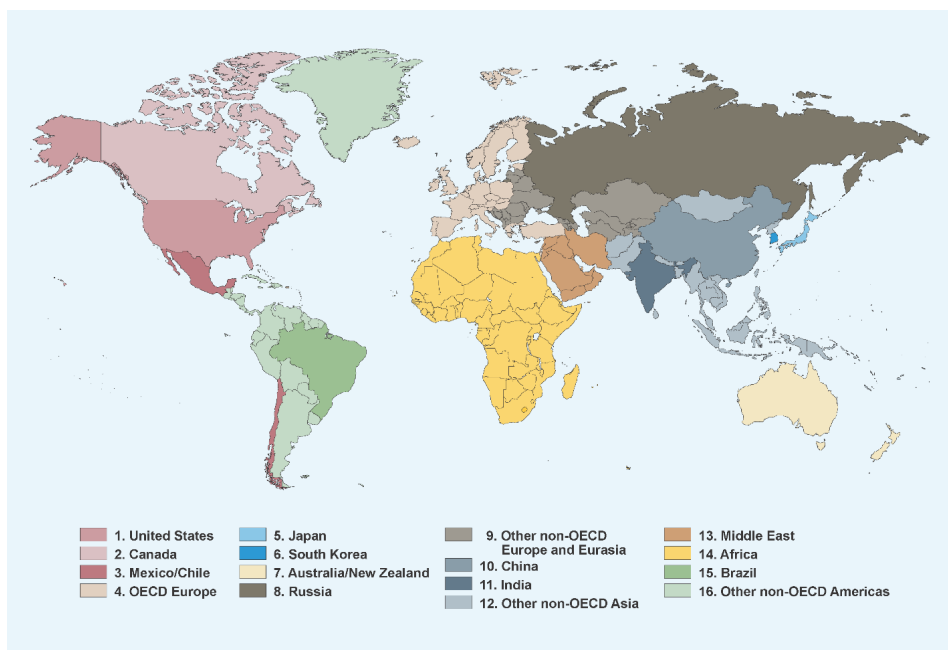 1. United States
2. Canada
3. Mexico/Chile
4. OECD Europe
5. Japan
6. South Korea
7. Australia/New Zealand
8. Russia
9. Other non-OECD
Europe and Eurasia
10. China
11. India
12. Other non-OECD Asia
13. Middle East
14. Africa
15. Brazil
16. Other non-OECD Americas